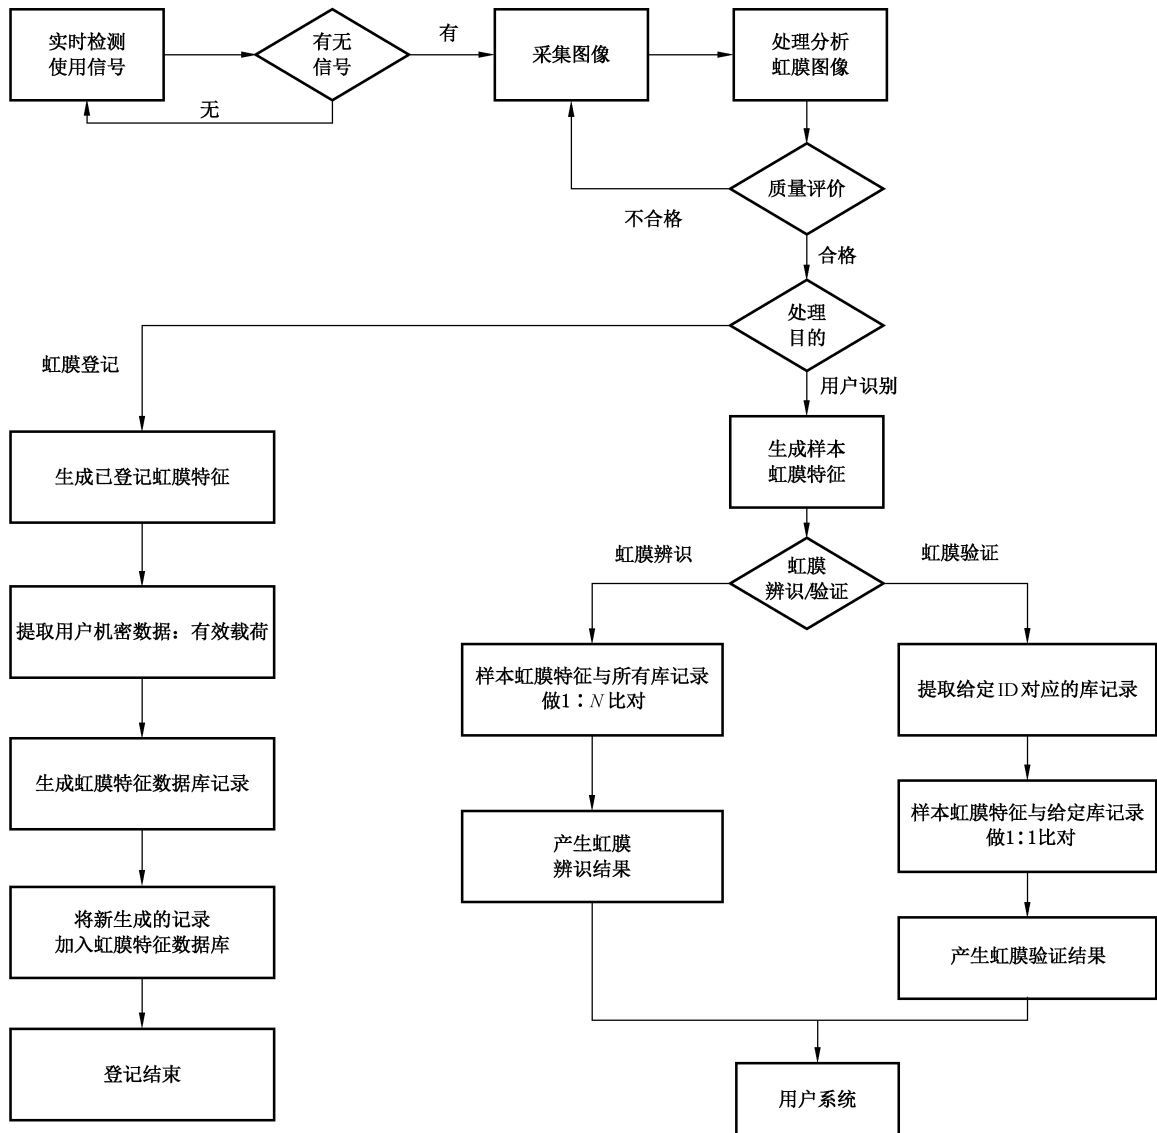 实时检测
使用信号
有无
信号
有
无
采集图像
处理分析
虹膜图像
质量评价
不合格
合格
处理
目的
虹膜登记
用户识别
生成已登记虹膜特征
提取用户机密数据：有效载荷
生成虹膜特征数据库记录
将新生成的记录
加入虹膜特征数据库
登记结束
生成样本
虹膜特征
虹膜
辨识/验证
虹膜辨识
虹膜验证
样本虹膜特征与所有库记录
做1：N比对
产生虹膜
辨识结果
提取给定ID对应的库记录
样本虹膜特征与给定库记录
做1：1比对
产生虹膜验证结果
用户系统